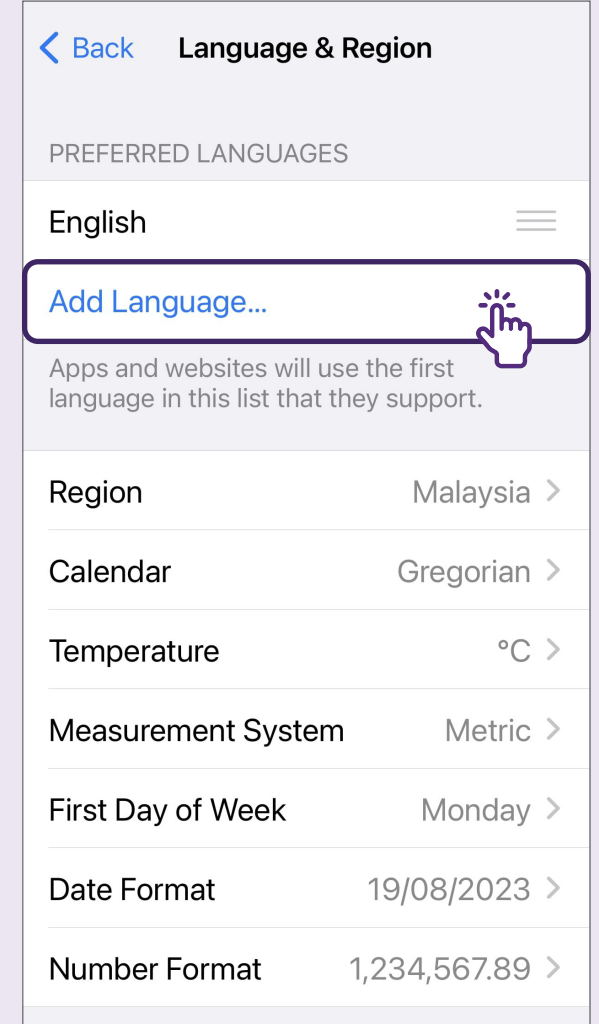 Back Language & Region
PREFERRED LANGUAGES
English
Add Language...
Apps and websites will use the first
language in this list that they support.
Region Malaysia
Calendar Gregorian
Temperature °C
Measurement System Metric
First Day of Week Monday
Date Format 19/08/2023
Number Format 1,234,567.89